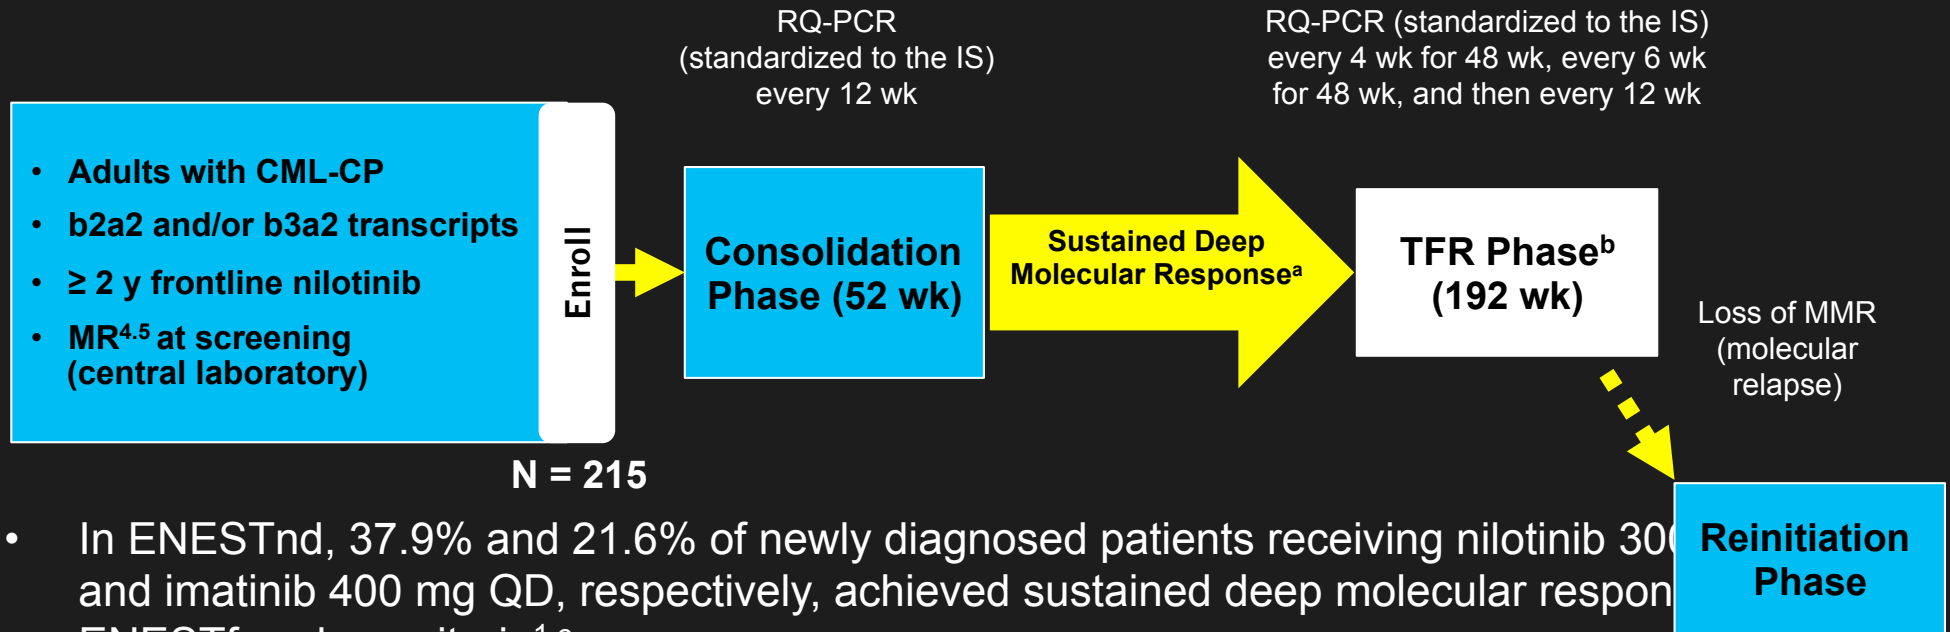 RQ-PCR
(standardized to the IS)
every 12 wk
RQ-PCR (standardized to the IS)
every 4 wk for 48 wk, every 6 wk
for 48 wk, and then every 12 wk
• Adults with CML-CP
• b2a2 and/or b3a2 transcripts
• ≥ 2 y frontline nilotinib
• MR4.5 at screening
(central laboratory)
Enroll
N = 215
Consolidation
Phase (52 wk)
Sustained Deep
Molecular Responseᵃ
TFR Phaseᵇ
(192 wk)
Loss of MMR
(molecular
relapse)
Reinitiation
Phase
• In ENESTnd, 37.9% and 21.6% of newly diagnosed patients receiving nilotinib
and imatinib 400 mg QD, respectively, achieved sustained deep molecular